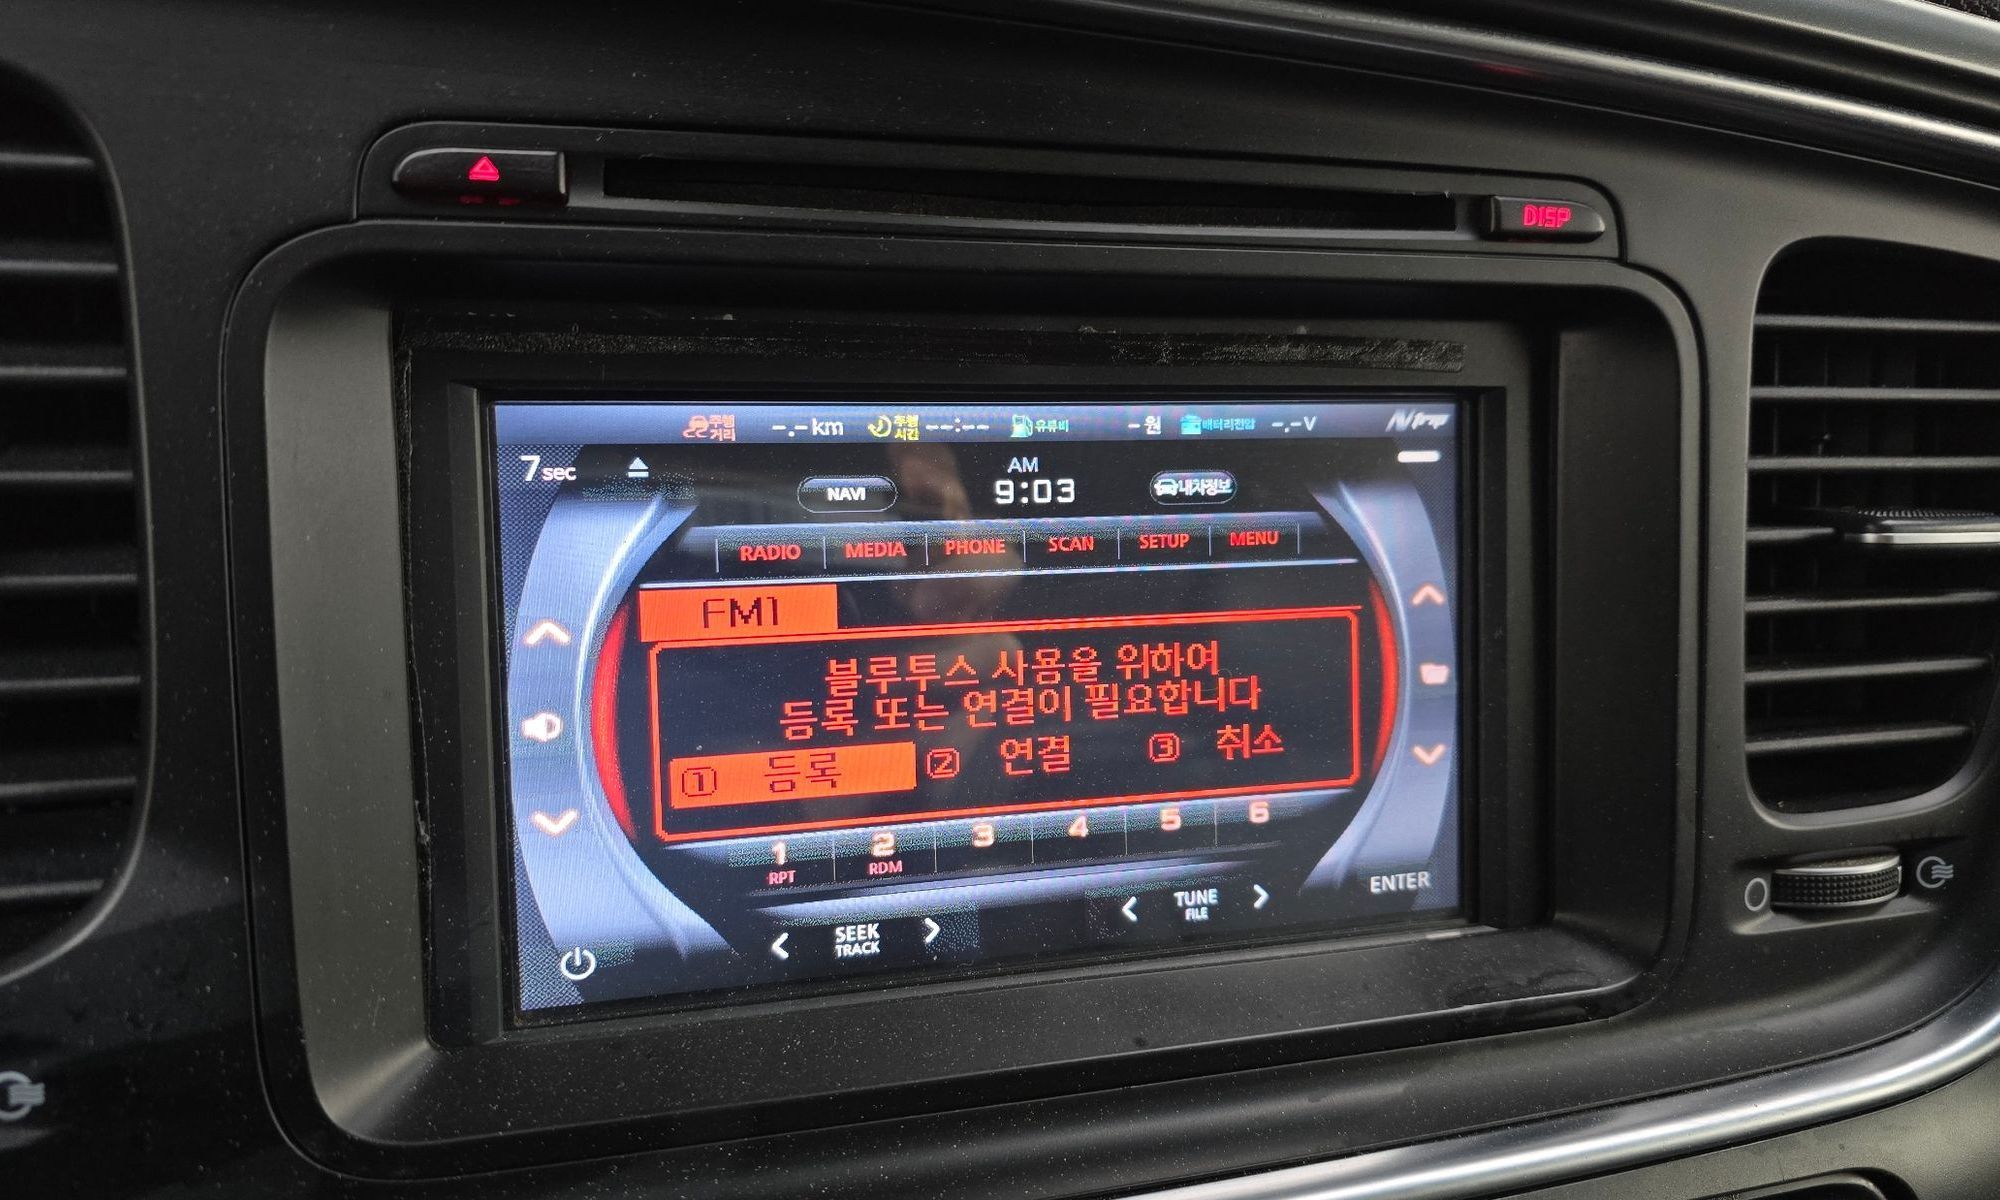 DISP
주행
거리
-.-km
주행
시간
--:--
유류비
-원
배터리전압
-.-V
7sec
NAVI
AM
9:03
내차정보
RADIO
MEDIA
PHONE
SCAN
SETUP
MENU
FM1
블루투스 사용을 위하여
등록 또는 연결이 필요합니다
① 등록
② 연결
③ 취소
1
RPT
2
RDM
3
4
5
6
SEEK
TRACK
TUNE
FILE
ENTER